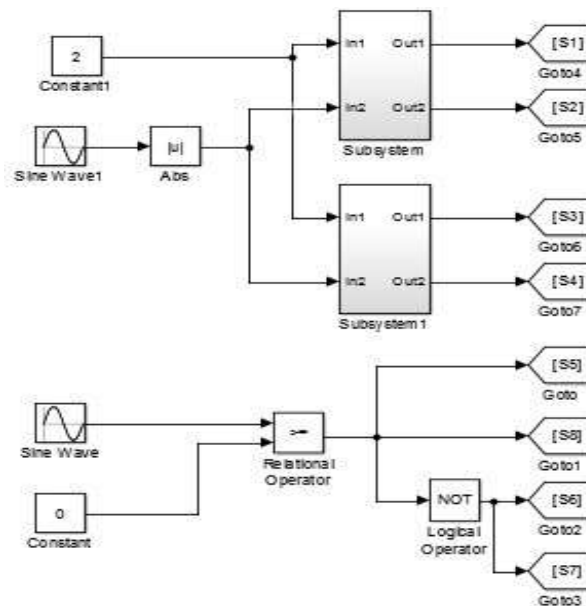 2
Constant1
Sine Wave1
|u|
Abs
In1
Out1
In2
Out2
Subsystem
[S1]
Goto4
[S2]
Goto5
In1
Out1
In2
Out2
Subsystem1
[S3]
Goto6
[S4]
Goto7
Sine Wave
0
Constant
>=
Relational
Operator
NOT
Logical
Operator
[S5]
Goto
[S8]
Goto1
[S6]
Goto2
[S7]
Goto3